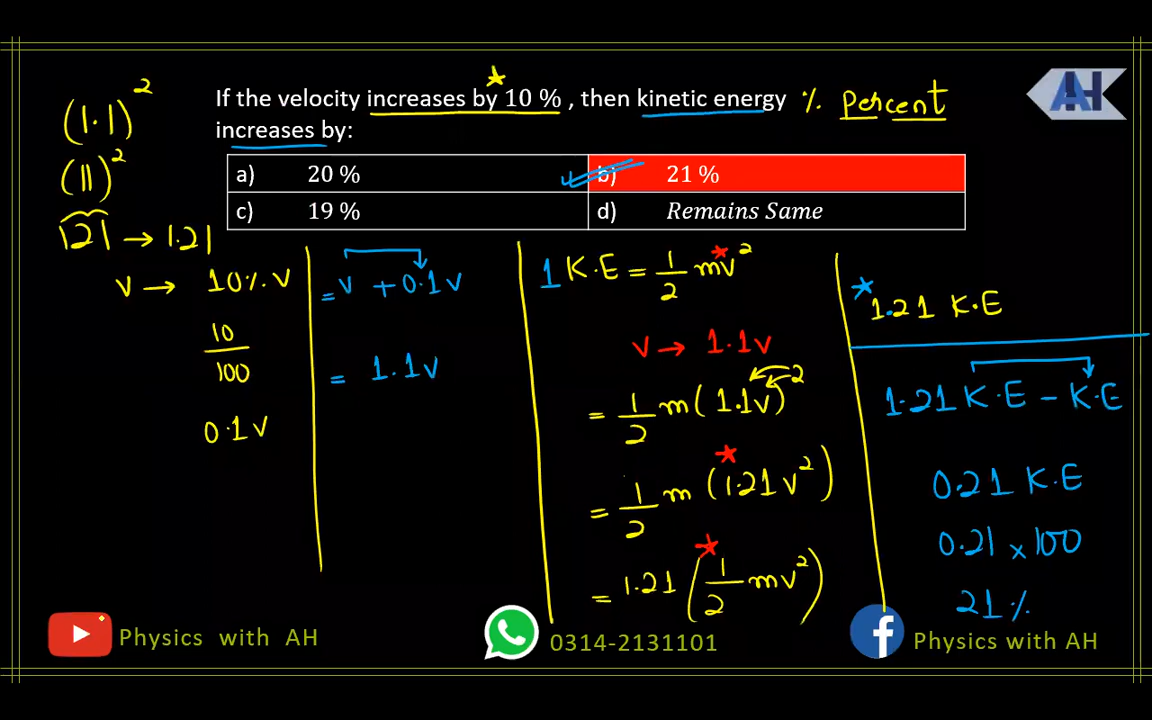 If the velocity increases by 10 % , then kinetic energy % Percent
increases by:
a) 20 % b) 21 %
c) 19 % d) Remains Same
AH
(1.1)²
(11)²
121 → 1.21
v → 10% v
10
100
0.1v
= v + 0.1v
= 1.1v
1 K.E = 1/2 mv²
v → 1.1v
= 1/2 m(1.1v)²
= 1/2 m(1.21v²)
= 1.21 (1/2 mv²)
1.21 K.E
1.21 K.E - K.E
0.21 K.E
0.21 x 100
21 %
Physics with AH
0314-2131101
Physics with AH